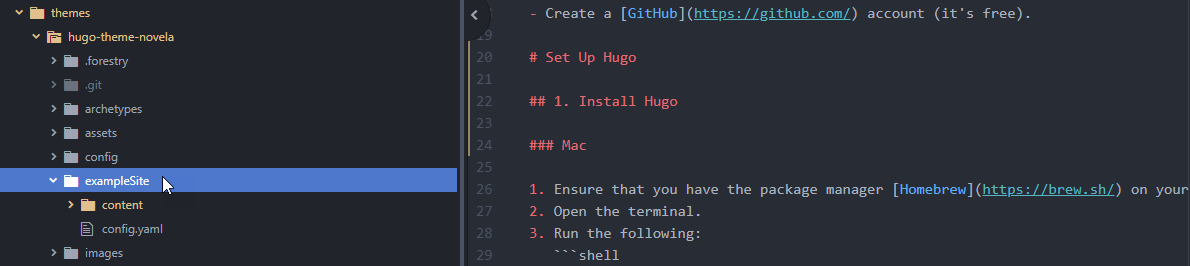 themes
hugo-theme-novela
.forestry
.git
archetypes
assets
config
exampleSite
content
config.yaml
images
- Create a [GitHub](https://github.com/) account (it's free).
19
20 # Set Up Hugo
21
22 ## 1. Install Hugo
23
24 ### Mac
25
26 1. Ensure that you have the package manager [Homebrew](https://brew.sh/) on your
27 2. Open the terminal.
28 3. Run the following:
29 ```shell